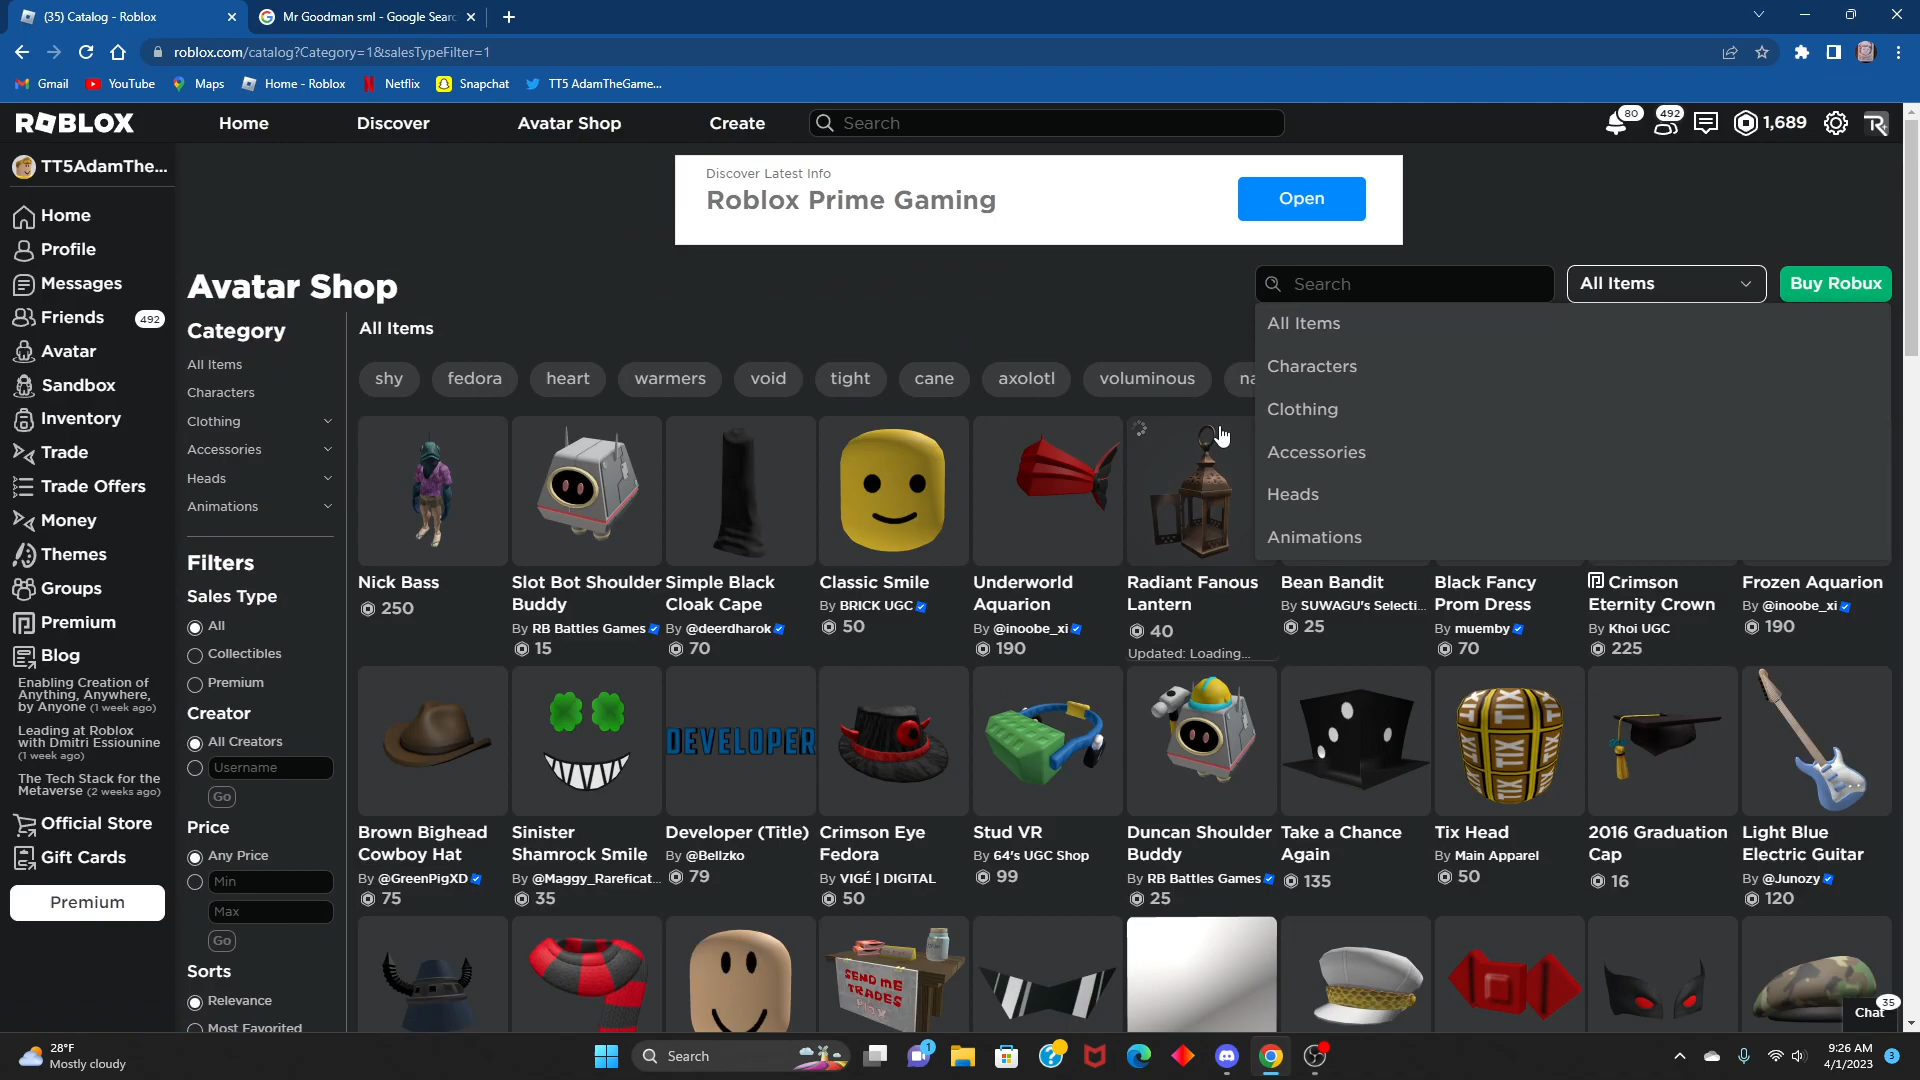 (35) Catalog - Roblox
Mr Goodman sml - Google Searc
roblox.com/catalog?Category=1&salesTypeFilter=1
Gmail YouTube Maps Home - Roblox Netflix Snapchat TT5 AdamTheGame...
ROBLOX Home Discover Avatar Shop Create Search 80 492 1,689
TT5AdamThe...
Home
Profile
Messages
Friends 492
Avatar
Sandbox
Inventory
Trade
Trade Offers
Money
Themes
Groups
Premium
Blog
Enabling Creation of
Anything, Anywhere,
by Anyone (1 week ago)
Leading at Roblox
with Dmitri Essiounine
(1 week ago)
The Tech Stack for the
Metaverse (2 weeks ago)
Official Store
Gift Cards
Premium
Discover Latest Info
Roblox Prime Gaming
Open
Avatar Shop
Search
All Items
Buy Robux
Category
All Items
Characters
Clothing
Accessories
Heads
Animations
Filters
Sales Type
All
Collectibles
Premium
Creator
All Creators
Username
Go
Price
Any Price
Min
Max
Go
Sorts
Relevance
Most Favorited
All Items
shy fedora heart warmers void tight cane axolotl voluminous na
All Items
Characters
Clothing
Accessories
Heads
Animations
Nick Bass
250
Slot Bot Shoulder
Buddy
By RB Battles Games
15
Simple Black
Cloak Cape
By @deerdharok
70
Classic Smile
By BRICK UGC
50
Underworld
Aquarion
By @inoobe_xi
190
Radiant Fanous
Lantern
40
Updated: Loading...
Bean Bandit
By SUWAGU's Selecti...
25
Black Fancy
Prom Dress
By muemby
70
Crimson
Eternity Crown
By Khoi UGC
225
Frozen Aquarion
By @inoobe_xi
190
DEVELOPER
TIX TIX TIX
Brown Bighead
Cowboy Hat
By @GreenPigXD
75
Sinister
Shamrock Smile
By @Maggy_Rareficat...
35
Developer (Title)
By @Bellzko
79
Crimson Eye
Fedora
By VIGÉ | DIGITAL
50
Stud VR
By 64's UGC Shop
99
Duncan Shoulder
Buddy
By RB Battles Games
25
Take a Chance
Again
135
Tix Head
By Main Apparel
50
2016 Graduation
Cap
16
Light Blue
Electric Guitar
By @Junozy
120
SEND ME
TRADES
Plox
Chat 35
28°F
Mostly cloudy
Search
1
9:26 AM
4/1/2023
3